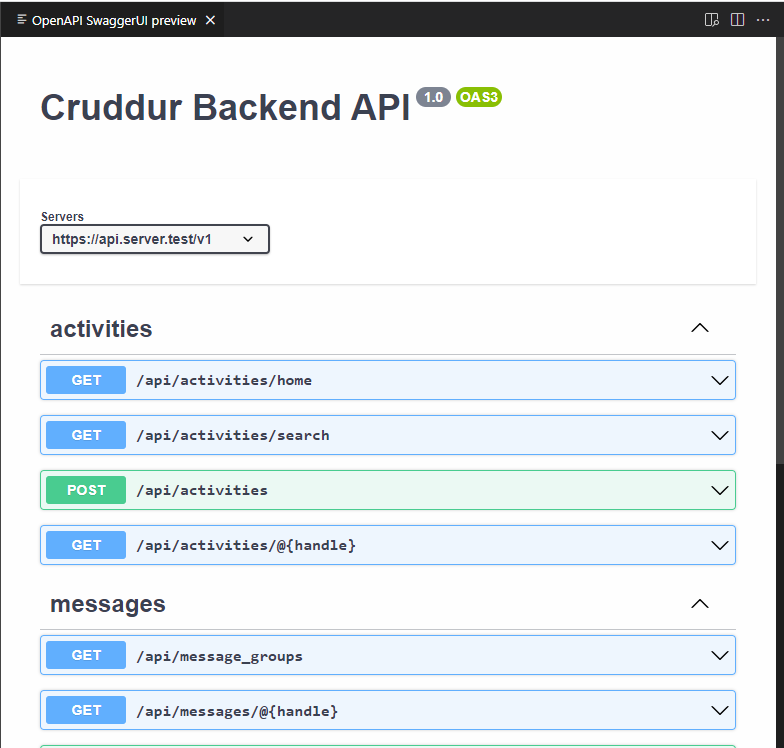 OpenAPI SwaggerUI preview
Cruddur Backend API 1.0 OAS3
Servers
https://api.server.test/v1
activities
GET /api/activities/home
GET /api/activities/search
POST /api/activities
GET /api/activities/@{handle}
messages
GET /api/message_groups
GET /api/messages/@{handle}